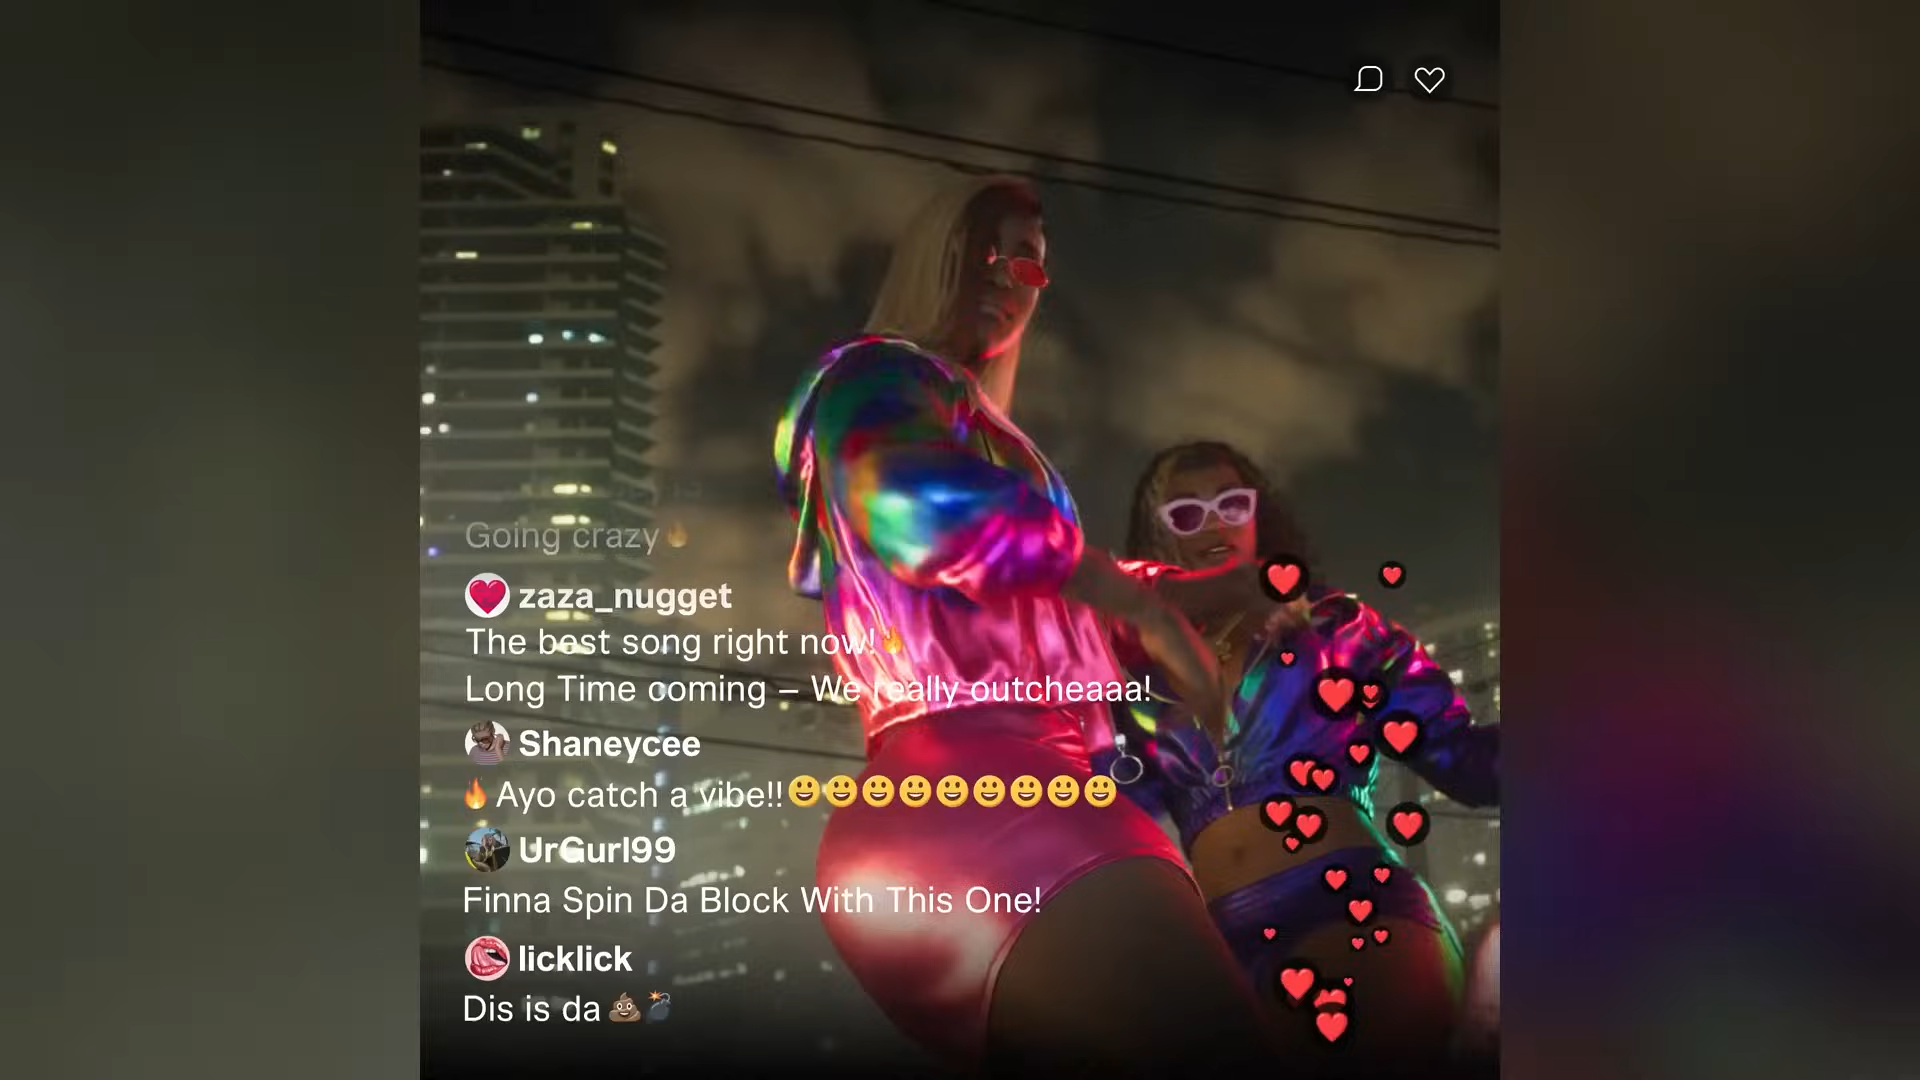 Going crazy🔥
zaza_nugget
The best song right now!🔥
Long Time coming – We really outcheaaa!
Shaneycee
🔥Ayo catch a vibe!!😀😀😀😀😀😀😀😀😀
UrGurl99
Finna Spin Da Block With This One!
licklick
Dis is da💩💣